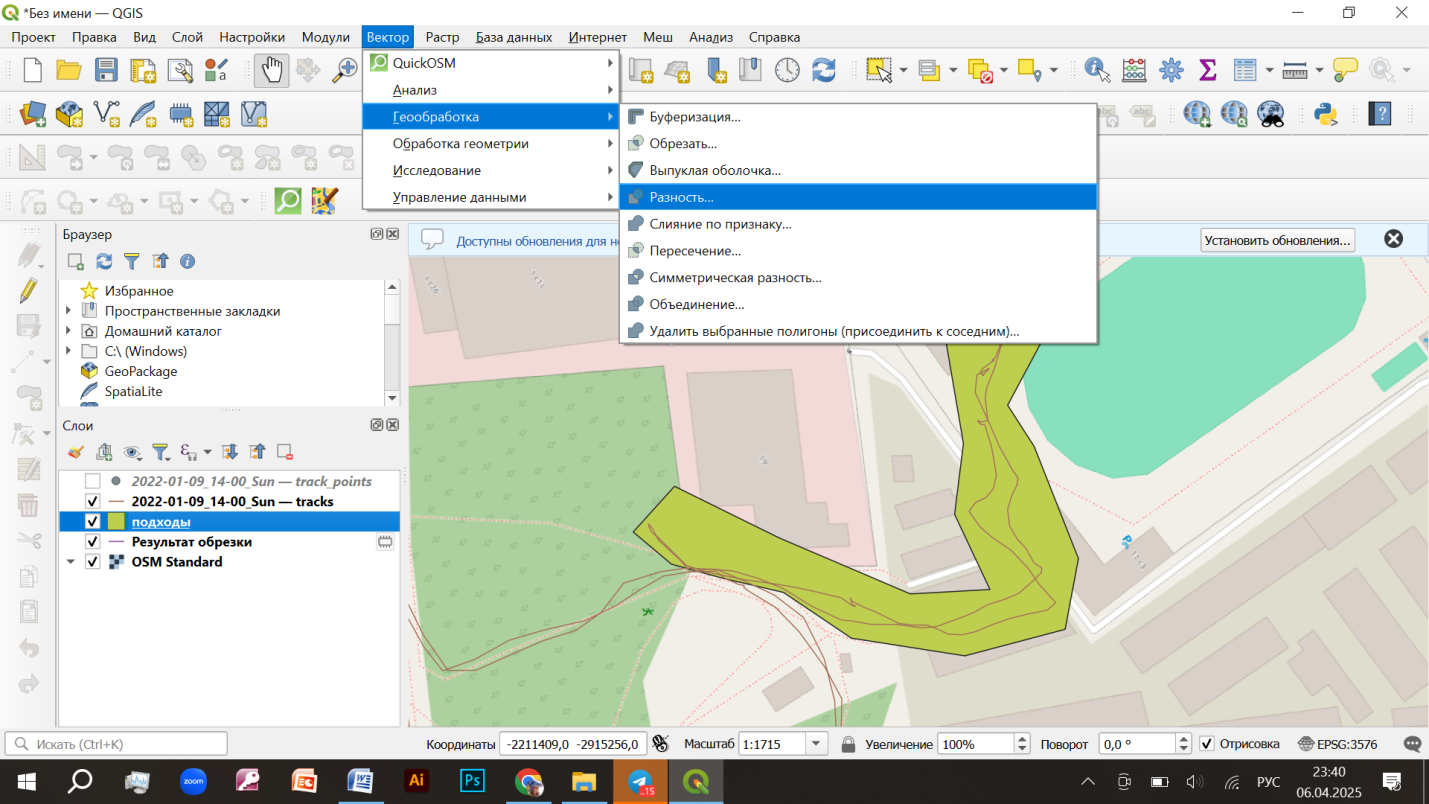 *Без имени — QGIS
Проект Правка Вид Слой Настройки Модули Вектор Растр База данных Интернет Меш Анализ Справка
QuickOSM
Анализ
Геообработка
Обработка геометрии
Исследование
Управление данными
Буферизация...
Обрезать...
Выпуклая оболочка...
Разность...
Слияние по признаку...
Пересечение...
Симметрическая разность...
Объединение...
Удалить выбранные полигоны (присоединить к соседним)...
Браузер
Доступны обновления для
Установить обновления...
Избранное
Пространственные закладки
Домашний каталог
C:\ (Windows)
GeoPackage
SpatiaLite
Слои
2022-01-09_14-00_Sun — track_points
2022-01-09_14-00_Sun — tracks
подходы
Результат обрезки
OSM Standard
19
Искать (Ctrl+K)
Координаты -2211409,0 -2915256,0 Масштаб 1:1715 Увеличение 100% Поворот 0,0 ° Отрисовка EPSG:3576
zoom Ai Ps 15 РУС
23:40
06.04.2025